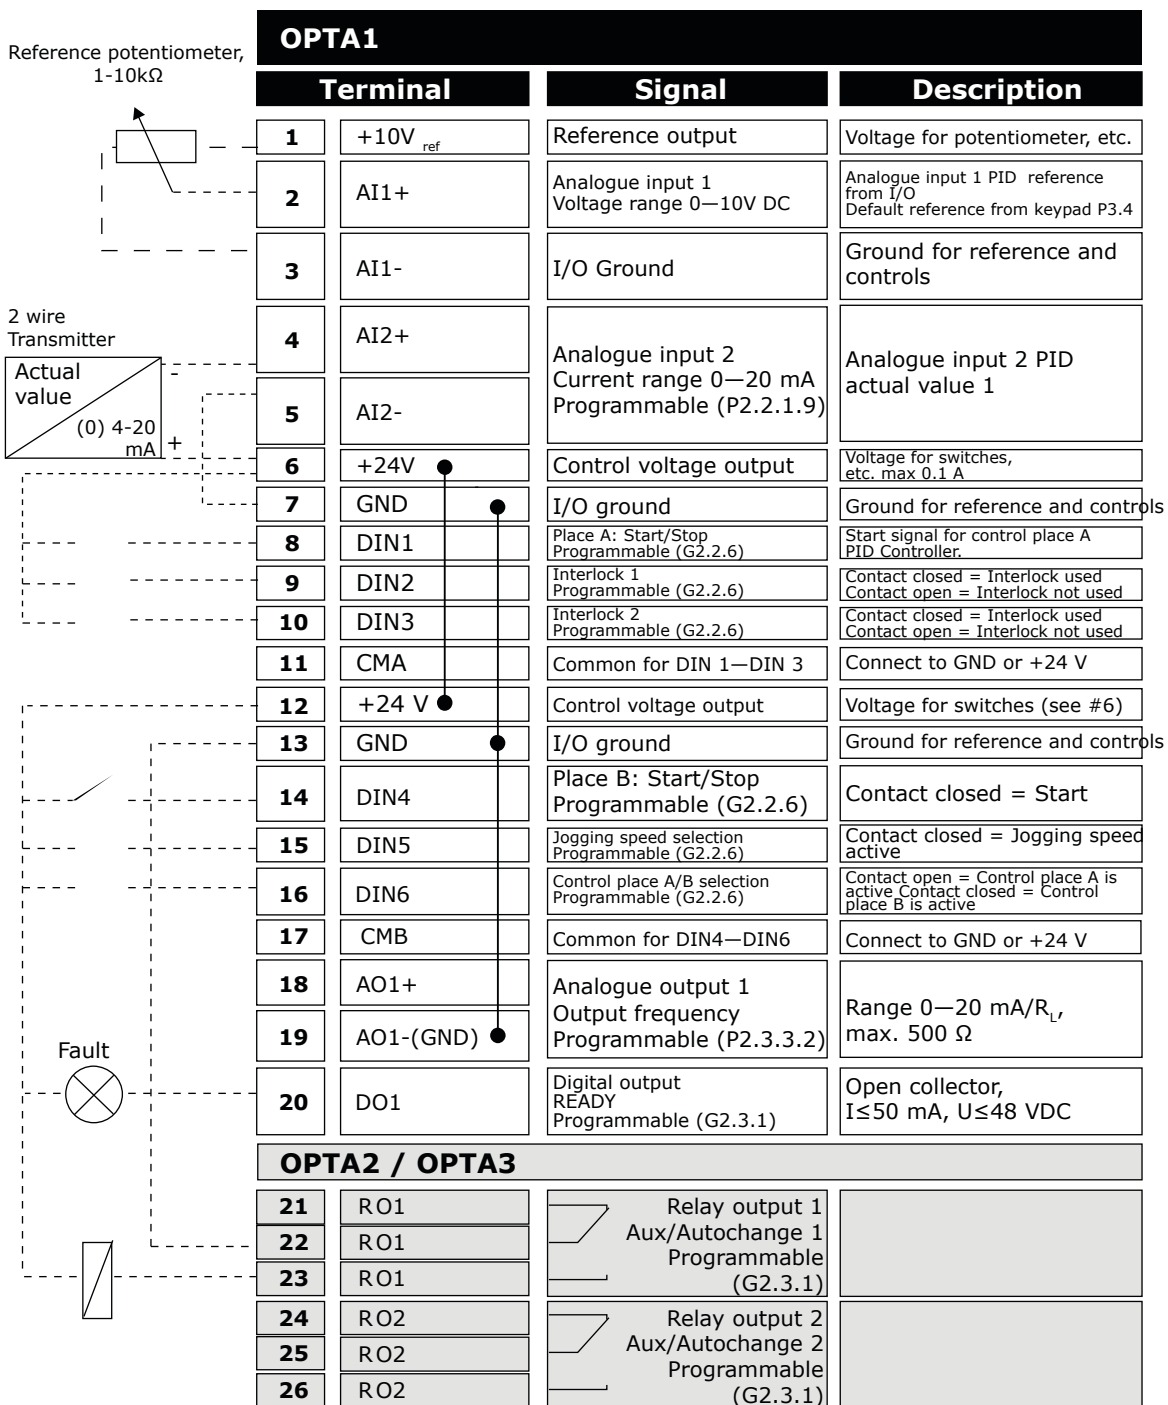 OPTA1
Reference potentiometer,
1-10kΩ
Terminal Signal Description
1 +10V ref Reference output Voltage for potentiometer, etc.
2 AI1+ Analogue input 1
Voltage range 0—10V DC
Analogue input 1 PID reference
from I/O
Default reference from keypad P3.4
3 AI1- I/O Ground Ground for reference and
controls
2 wire
Transmitter
Actual
value
-
(0) 4-20
mA
+
4 AI2+
5 AI2-
Analogue input 2
Current range 0—20 mA
Programmable (P2.2.1.9)
Analogue input 2 PID
actual value 1
6 +24V Control voltage output Voltage for switches,
etc. max 0.1 A
7 GND I/O ground Ground for reference and controls
8 DIN1 Place A: Start/Stop
Programmable (G2.2.6)
Start signal for control place A
PID Controller.
9 DIN2 Interlock 1
Programmable (G2.2.6)
Contact closed = Interlock used
Contact open = Interlock not used
10 DIN3 Interlock 2
Programmable (G2.2.6)
Contact closed = Interlock used
Contact open = Interlock not used
11 CMA Common for DIN 1—DIN 3 Connect to GND or +24 V
12 +24 V Control voltage output Voltage for switches (see #6)
13 GND I/O ground Ground for reference and controls
14 DIN4 Place B: Start/Stop
Programmable (G2.2.6)
Contact closed = Start
15 DIN5 Jogging speed selection
Programmable (G2.2.6)
Contact closed = Jogging speed
active
16 DIN6 Control place A/B selection
Programmable (G2.2.6)
Contact open = Control place A is
active Contact closed = Control
place B is active
17 CMB Common for DIN4—DIN6 Connect to GND or +24 V
18 AO1+
19 AO1-(GND)
Analogue output 1
Output frequency
Programmable (P2.3.3.2)
Range 0—20 mA/RL,
max. 500 Ω
Fault
20 DO1 Digital output
READY
Programmable (G2.3.1)
Open collector,
I≤50 mA, U≤48 VDC
OPTA2 / OPTA3
21 RO1
22 RO1
23 RO1
Relay output 1
Aux/Autochange 1
Programmable
(G2.3.1)
24 RO2
25 RO2
26 RO2
Relay output 2
Aux/Autochange 2
Programmable
(G2.3.1)